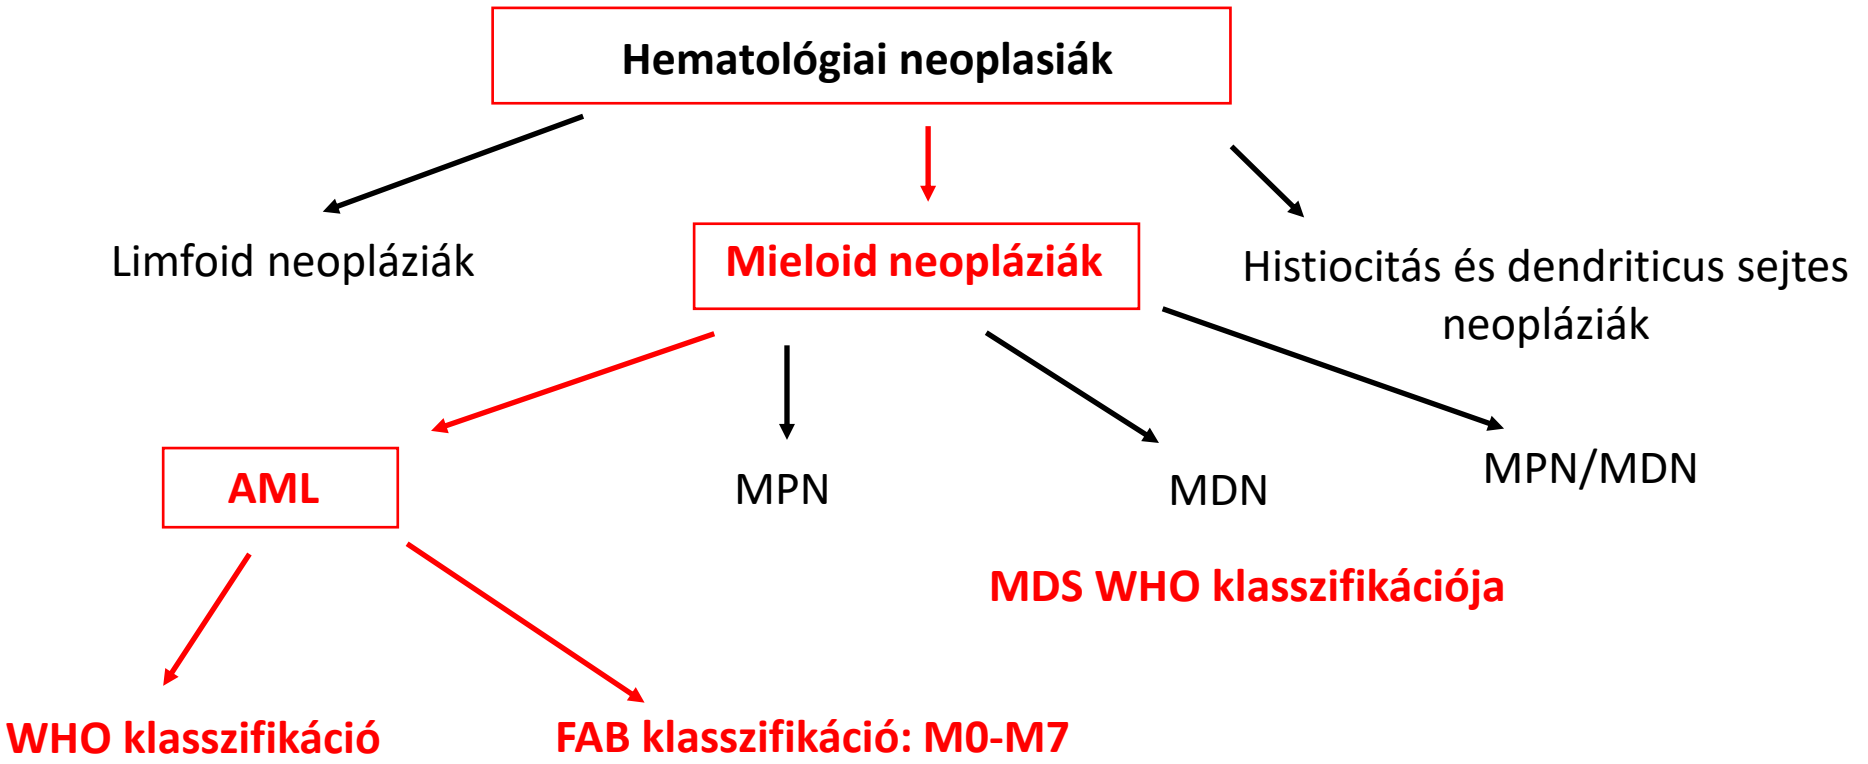 Hematológiai neoplasiák
Limfoid neopláziák
Mieloid neopláziák
Histiocitás és dendriticus sejtes
neopláziák
AML
MPN
MDN
MPN/MDN
MDS WHO klasszifikációja
WHO klasszifikáció
FAB klasszifikáció: M0-M7